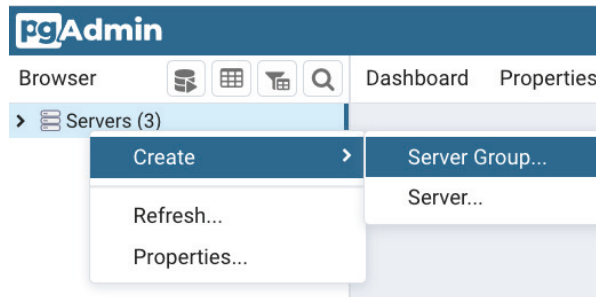 pgAdmin
Browser Dashboard Properties
Servers (3)
Create Server Group...
Server...
Refresh...
Properties...